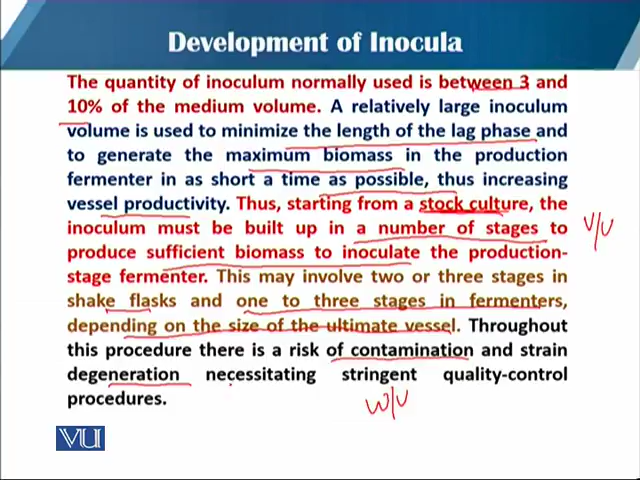 Development of Inocula
The quantity of inoculum normally used is between 3 and
10% of the medium volume. A relatively large inoculum
volume is used to minimize the length of the lag phase and
to generate the maximum biomass in the production
fermenter in as short a time as possible, thus increasing
vessel productivity. Thus, starting from a stock culture, the
inoculum must be built up in a number of stages to
produce sufficient biomass to inoculate the production-
stage fermenter. This may involve two or three stages in
shake flasks and one to three stages in fermenters,
depending on the size of the ultimate vessel. Throughout
this procedure there is a risk of contamination and strain
degeneration necessitating stringent quality-control
procedures.
V/V
W/V
VU